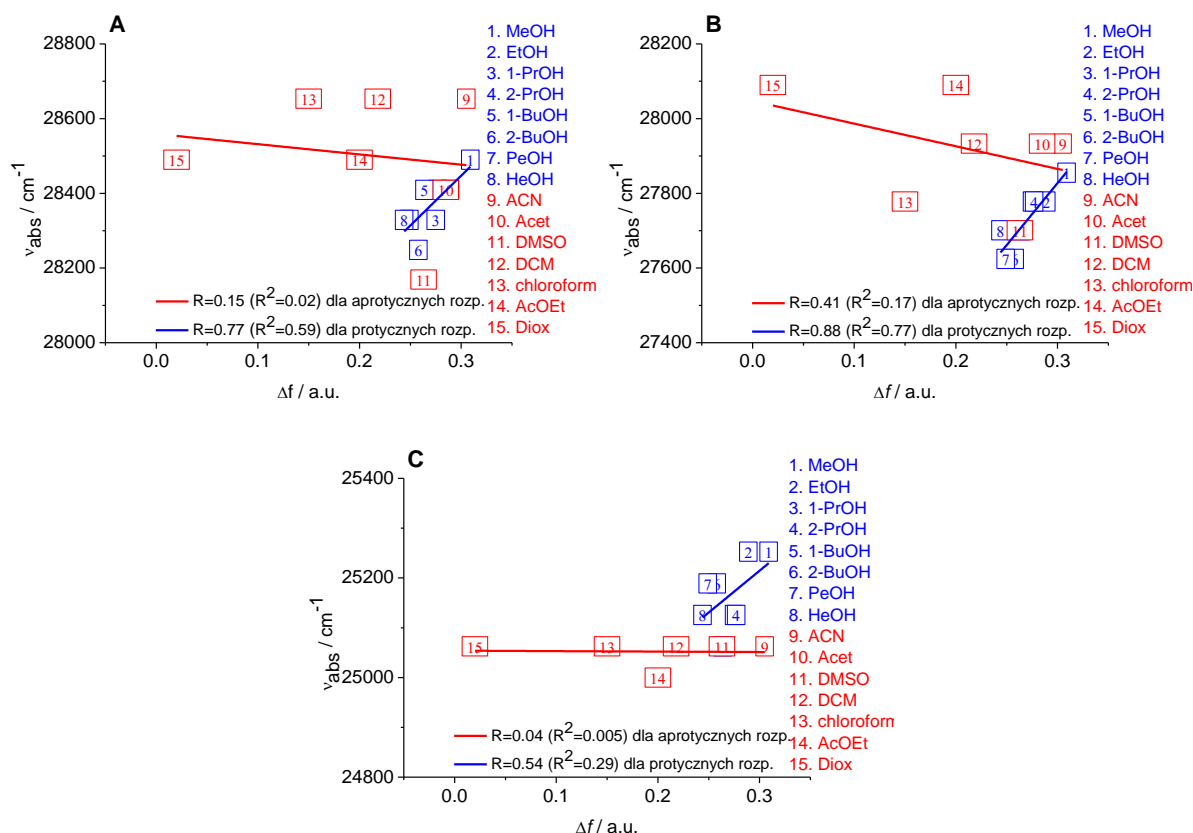 A
28800
28600
28400
28200
28000
νabs / cm-1
0.0 0.1 0.2 0.3
Δf / a.u.
13 12 9
15 14 1
5 10
8 3
6
11
R=0.15 (R2=0.02) dla aprotycznych rozp.
R=0.77 (R2=0.59) dla protycznych rozp.
1. MeOH
2. EtOH
3. 1-PrOH
4. 2-PrOH
5. 1-BuOH
6. 2-BuOH
7. PeOH
8. HeOH
9. ACN
10. Acet
11. DMSO
12. DCM
13. chloroform
14. AcOEt
15. Diox
B
28200
28000
27800
27600
27400
νabs / cm-1
0.0 0.1 0.2 0.3
Δf / a.u.
15 14
12 10 9
1
13 4 2
8 11
7 6
R=0.41 (R2=0.17) dla aprotycznych rozp.
R=0.88 (R2=0.77) dla protycznych rozp.
1. MeOH
2. EtOH
3. 1-PrOH
4. 2-PrOH
5. 1-BuOH
6. 2-BuOH
7. PeOH
8. HeOH
9. ACN
10. Acet
11. DMSO
12. DCM
13. chloroform
14. AcOEt
15. Diox
C
25400
25200
25000
24800
νabs / cm-1
0.0 0.1 0.2 0.3
Δf / a.u.
2 1
7 6
8 4
15 13 12 11 9
14
R=0.04 (R2=0.005) dla aprotycznych rozp.
R=0.54 (R2=0.29) dla protycznych rozp.
1. MeOH
2. EtOH
3. 1-PrOH
4. 2-PrOH
5. 1-BuOH
6. 2-BuOH
7. PeOH
8. HeOH
9. ACN
10. Acet
11. DMSO
12. DCM
13. chloroform
14. AcOEt
15. Diox